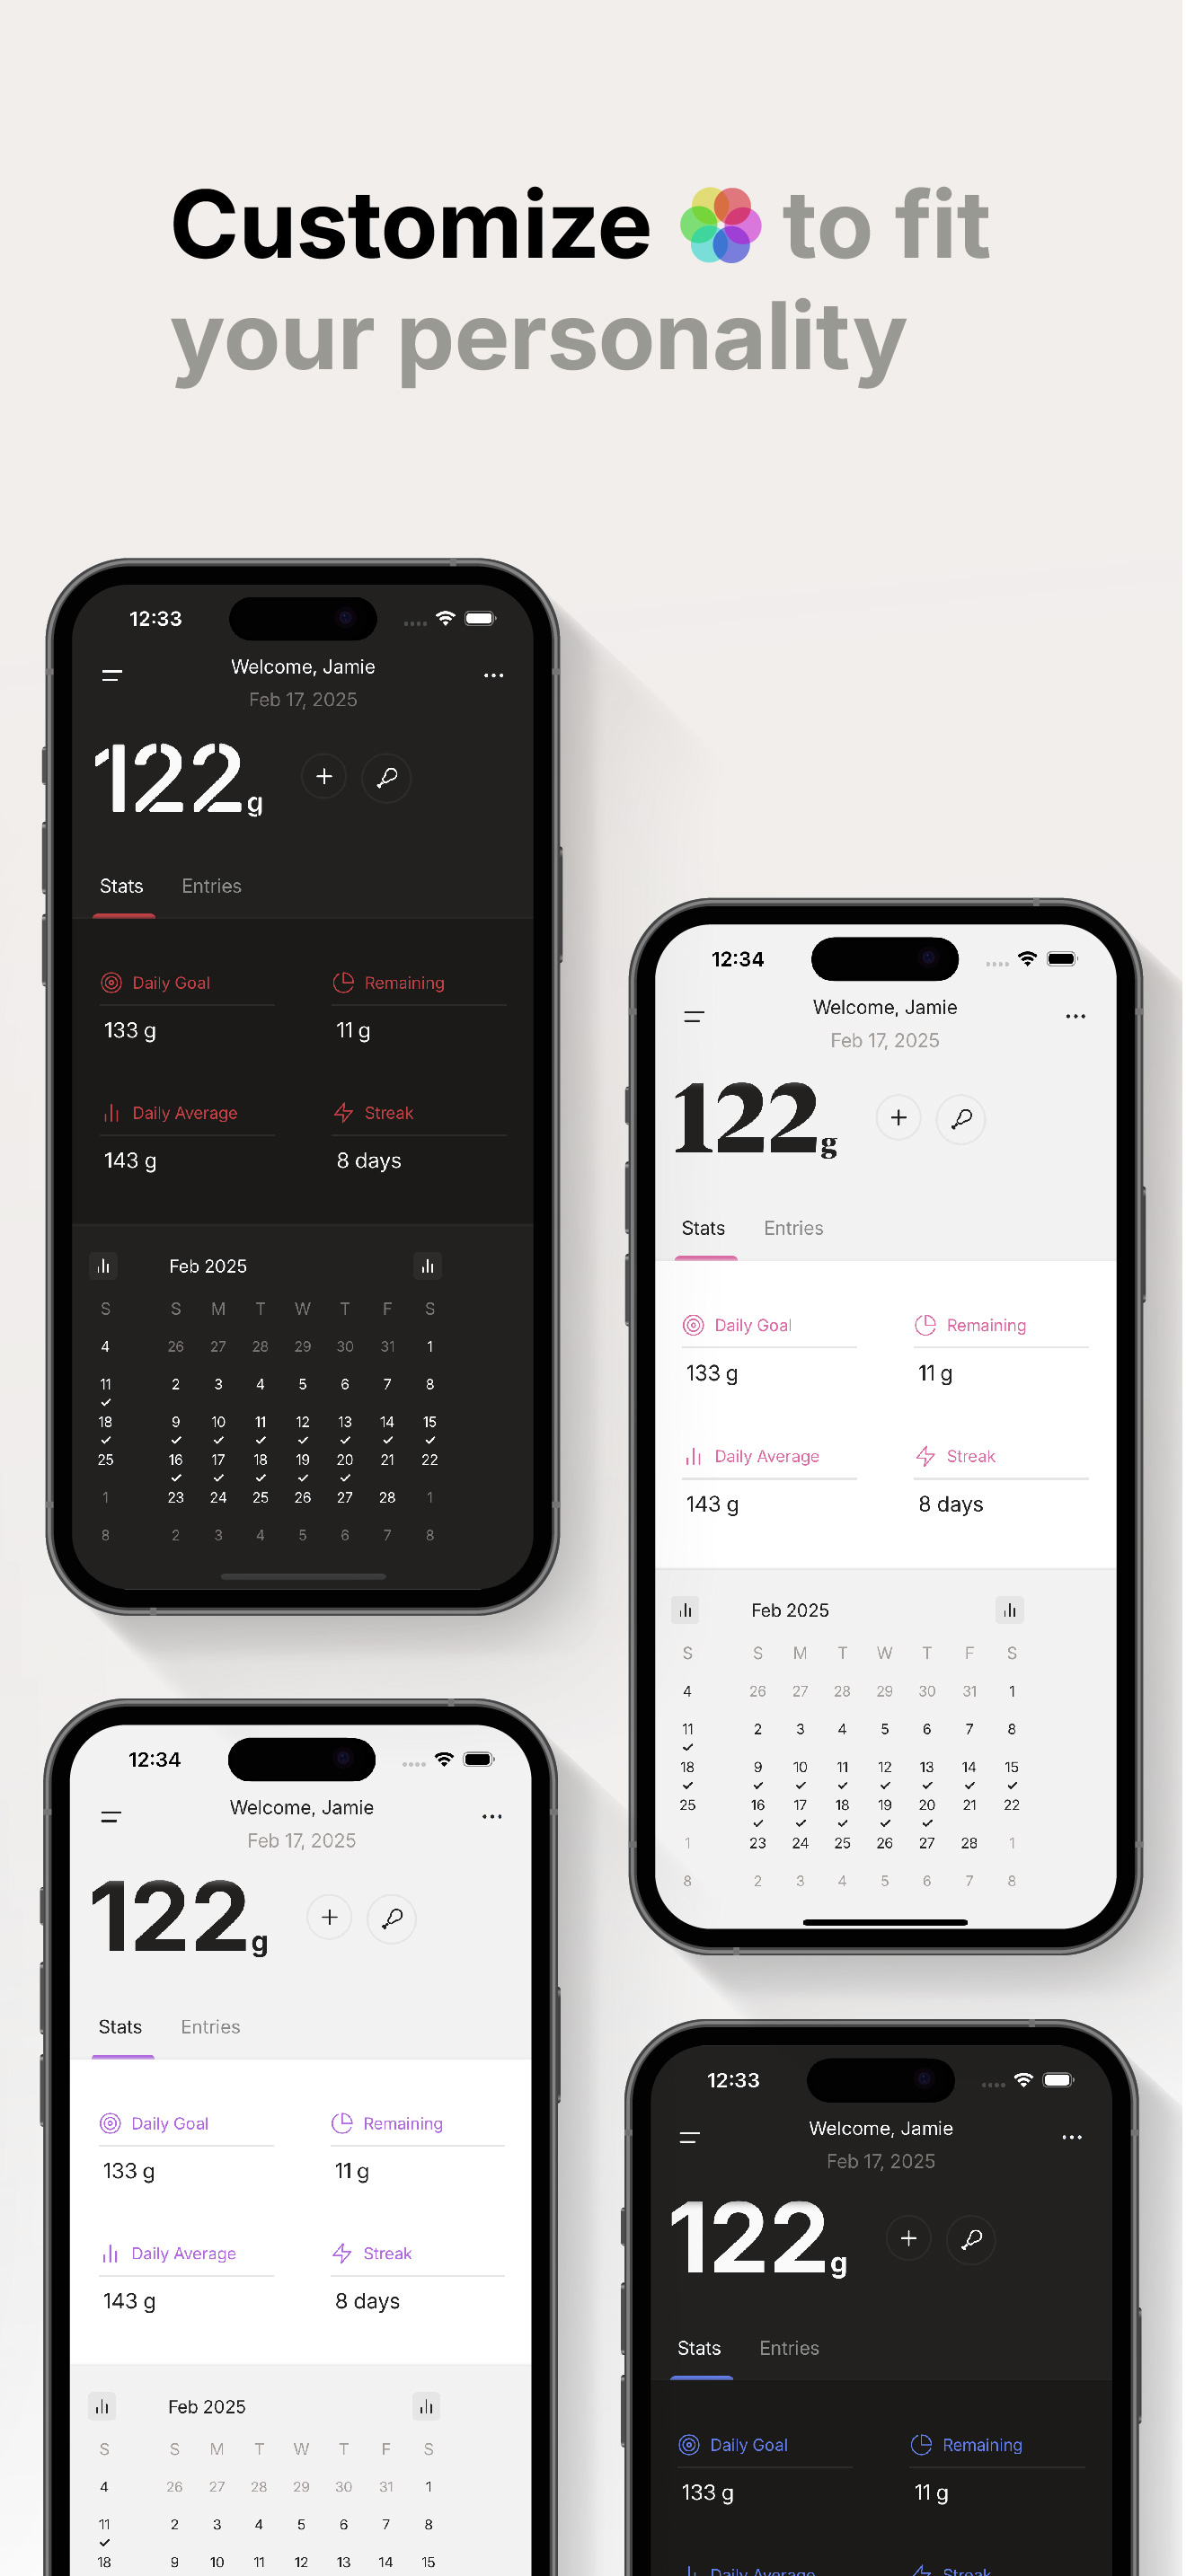 Customize to fit
your personality
12:33
Welcome, Jamie
Feb 17, 2025
122g
Stats Entries
Daily Goal Remaining
133 g 11 g
Daily Average Streak
143 g 8 days
Feb 2025
S S M T W T F S
4 26 27 28 29 30 31 1
11 2 3 4 5 6 7 8
18 9 10 11 12 13 14 15
25 16 17 18 19 20 21 22
1 23 24 25 26 27 28 1
8 2 3 4 5 6 7 8
12:34
Welcome, Jamie
Feb 17, 2025
122g
Stats Entries
Daily Goal Remaining
133 g 11 g
Daily Average Streak
143 g 8 days
Feb 2025
S S M T W T F S
4 26 27 28 29 30 31 1
11 2 3 4 5 6 7 8
18 9 10 11 12 13 14 15
25 16 17 18 19 20 21 22
1 23 24 25 26 27 28 1
8 2 3 4 5 6 7 8
12:34
Welcome, Jamie
Feb 17, 2025
122g
Stats Entries
Daily Goal Remaining
133 g 11 g
Daily Average Streak
143 g 8 days
Feb 2025
S S M T W T F S
4 26 27 28 29 30 31 1
11 2 3 4 5 6 7 8
18 9 10 11 12 13 14 15
12:33
Welcome, Jamie
Feb 17, 2025
122g
Stats Entries
Daily Goal Remaining
133 g 11 g
Daily Average Streak